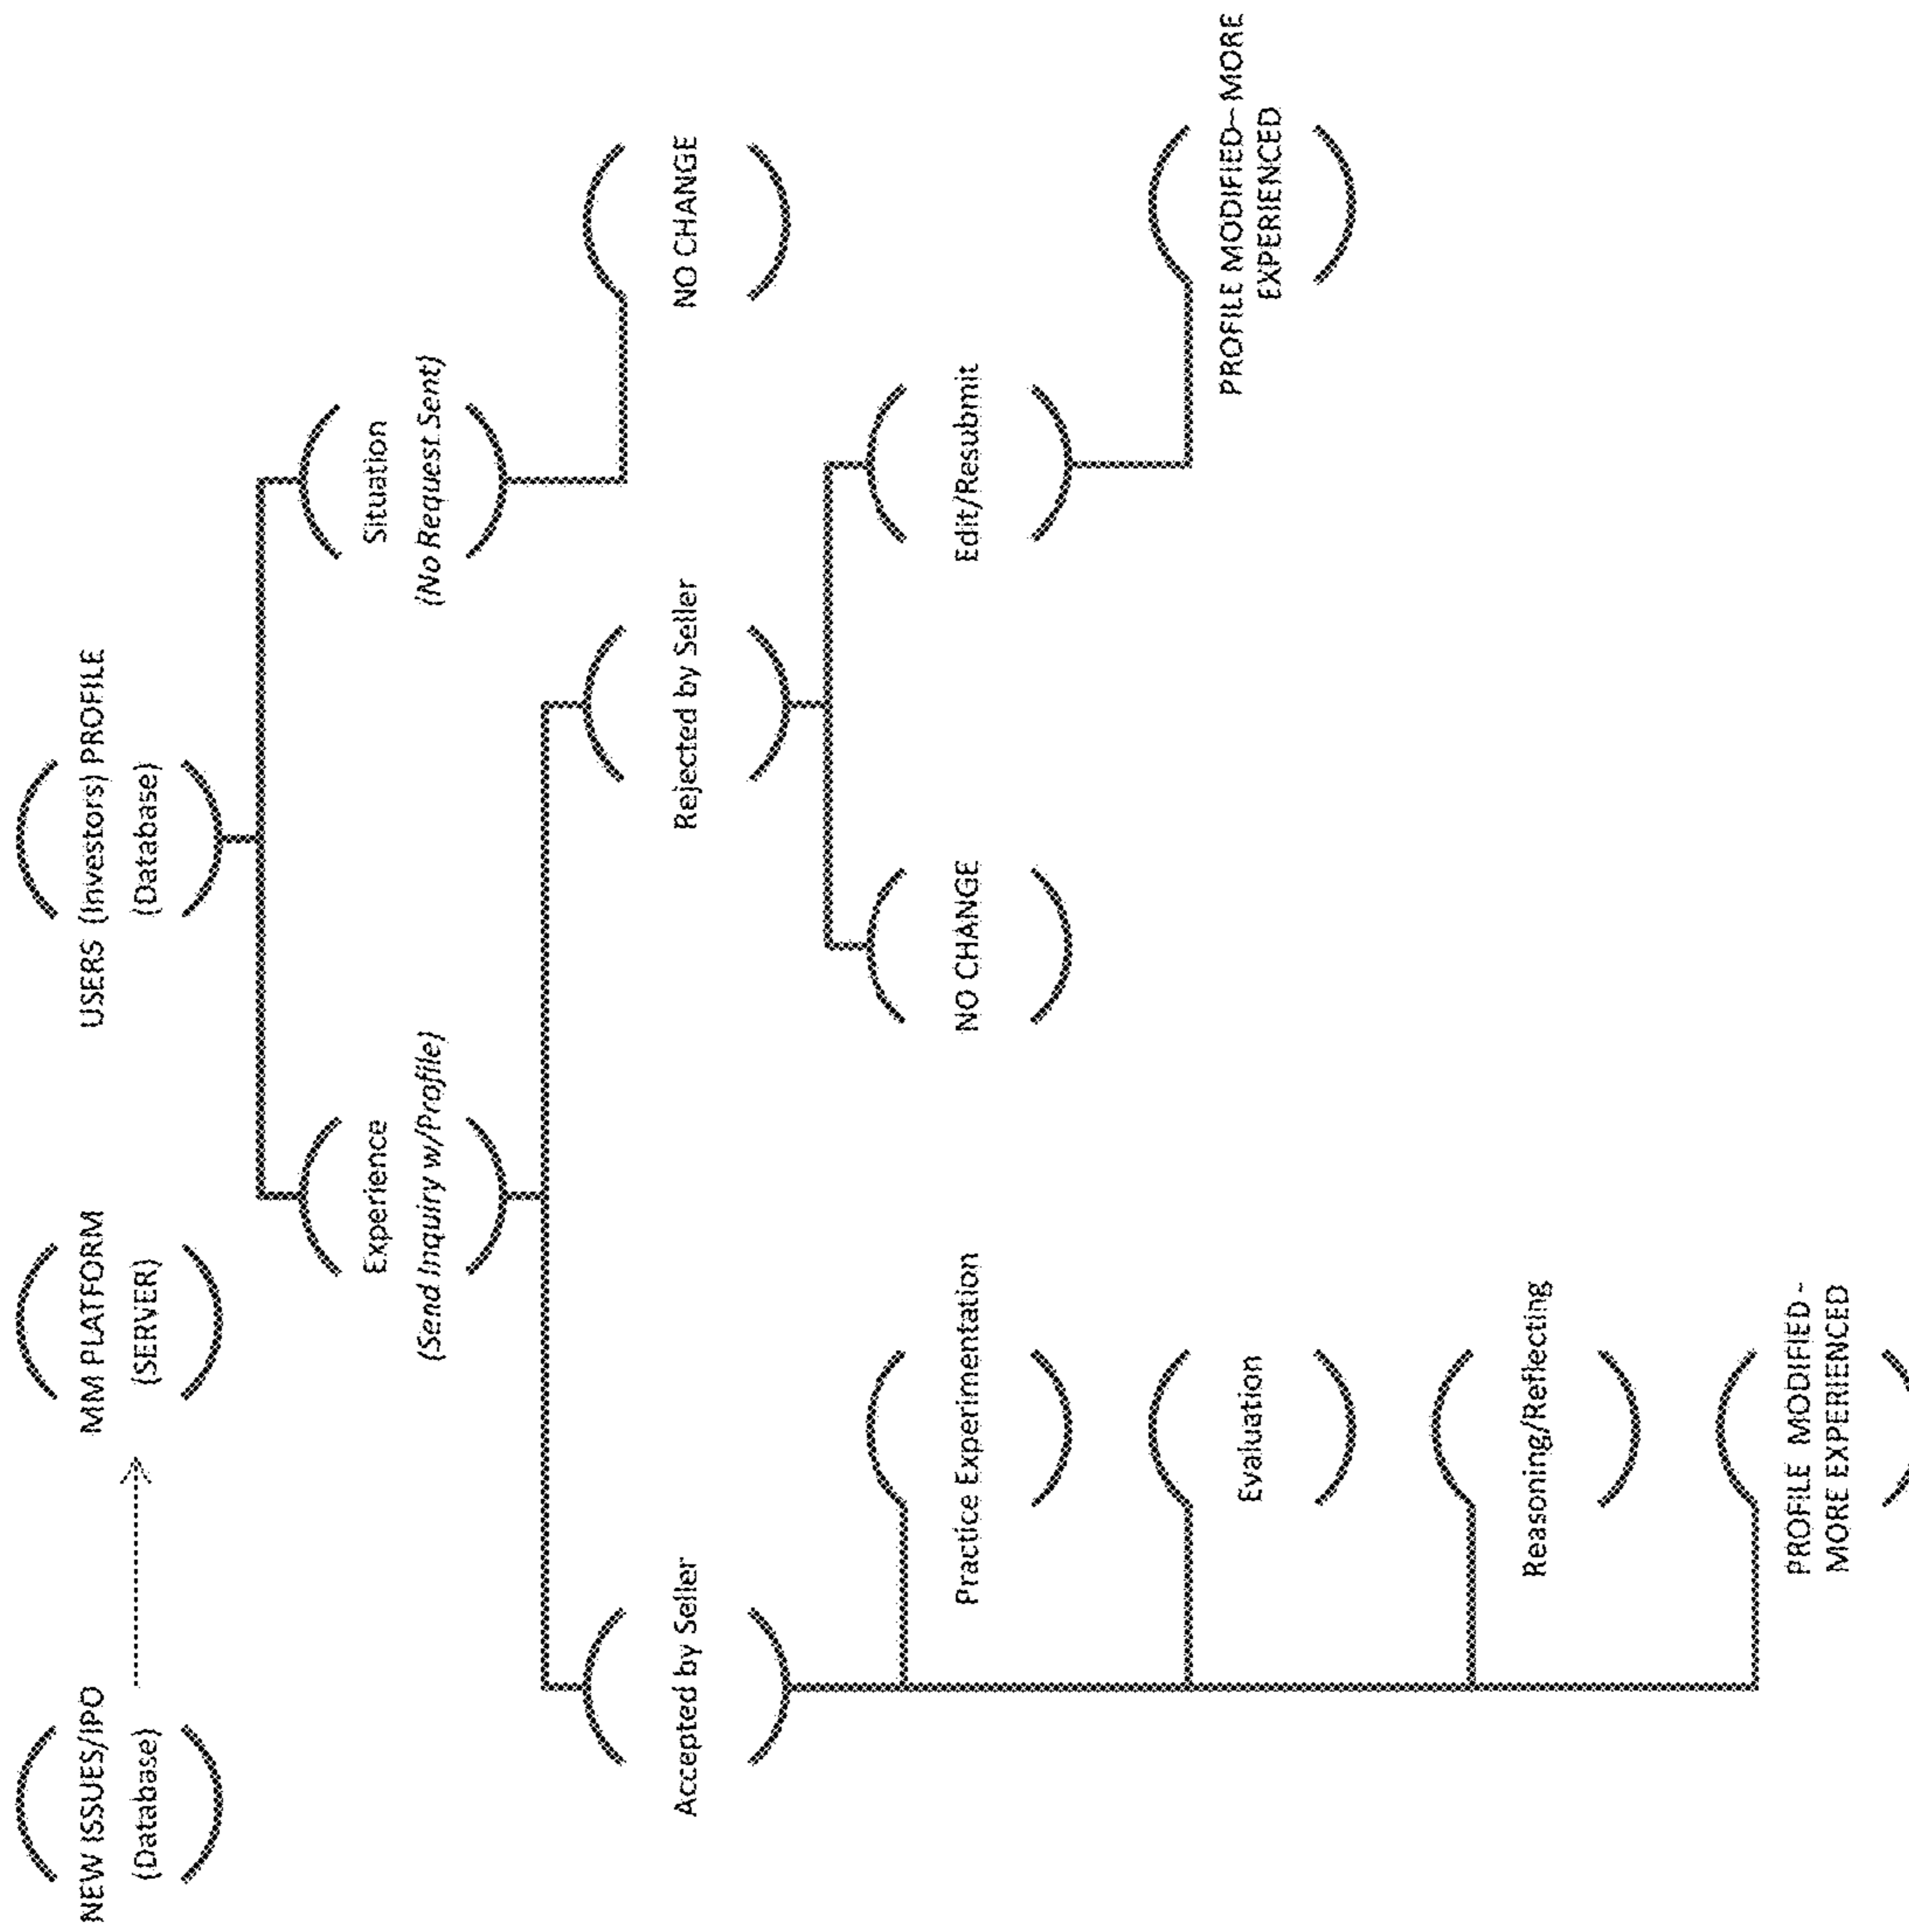 NEW ISSUES/IPO
(Database)
MM PLATFORM
(SERVER)
USERS (Investors) PROFILE
(Database)
Experience
(Send Inquiry w/Profile)
Situation
(No Request Sent)
Accepted by Seller
Rejected by Seller
NO CHANGE
Practice Experimentation
NO CHANGE
Edit/Resubmit
Evaluation
PROFILE MODIFIED~ MORE
EXPERIENCED
Reasoning/Reflecting
PROFILE MODIFIED~
MORE EXPERIENCED